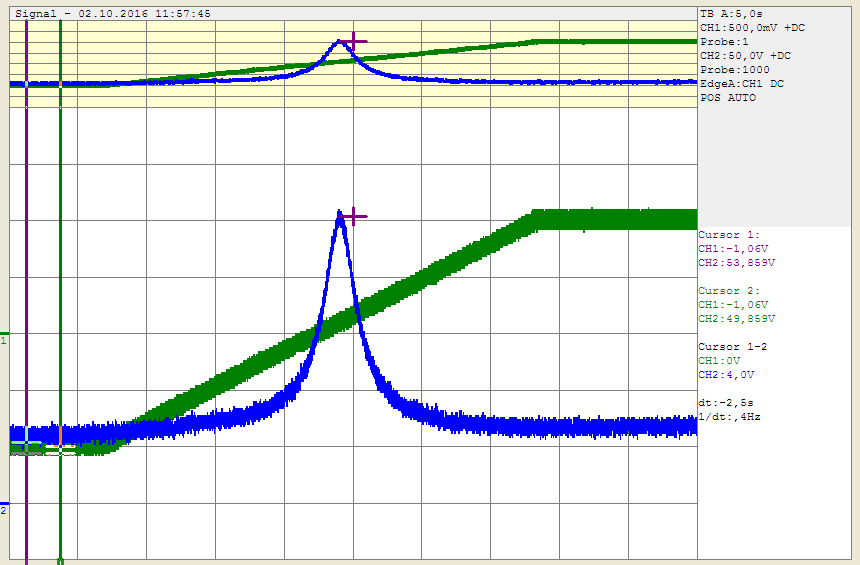 Signal - 02.10.2016 11:57:45
TB A:5,0s
CH1:500,0mV +DC
Probe:1
CH2:50,0V +DC
Probe:1000
EdgeA:CH1 DC
POS AUTO
Cursor 1:
CH1:-1,06V
CH2:53,859V
Cursor 2:
CH1:-1,06V
CH2:49,859V
Cursor 1-2
CH1:0V
CH2:4,0V
dt:-2,5s
1/dt:,4Hz
1
2